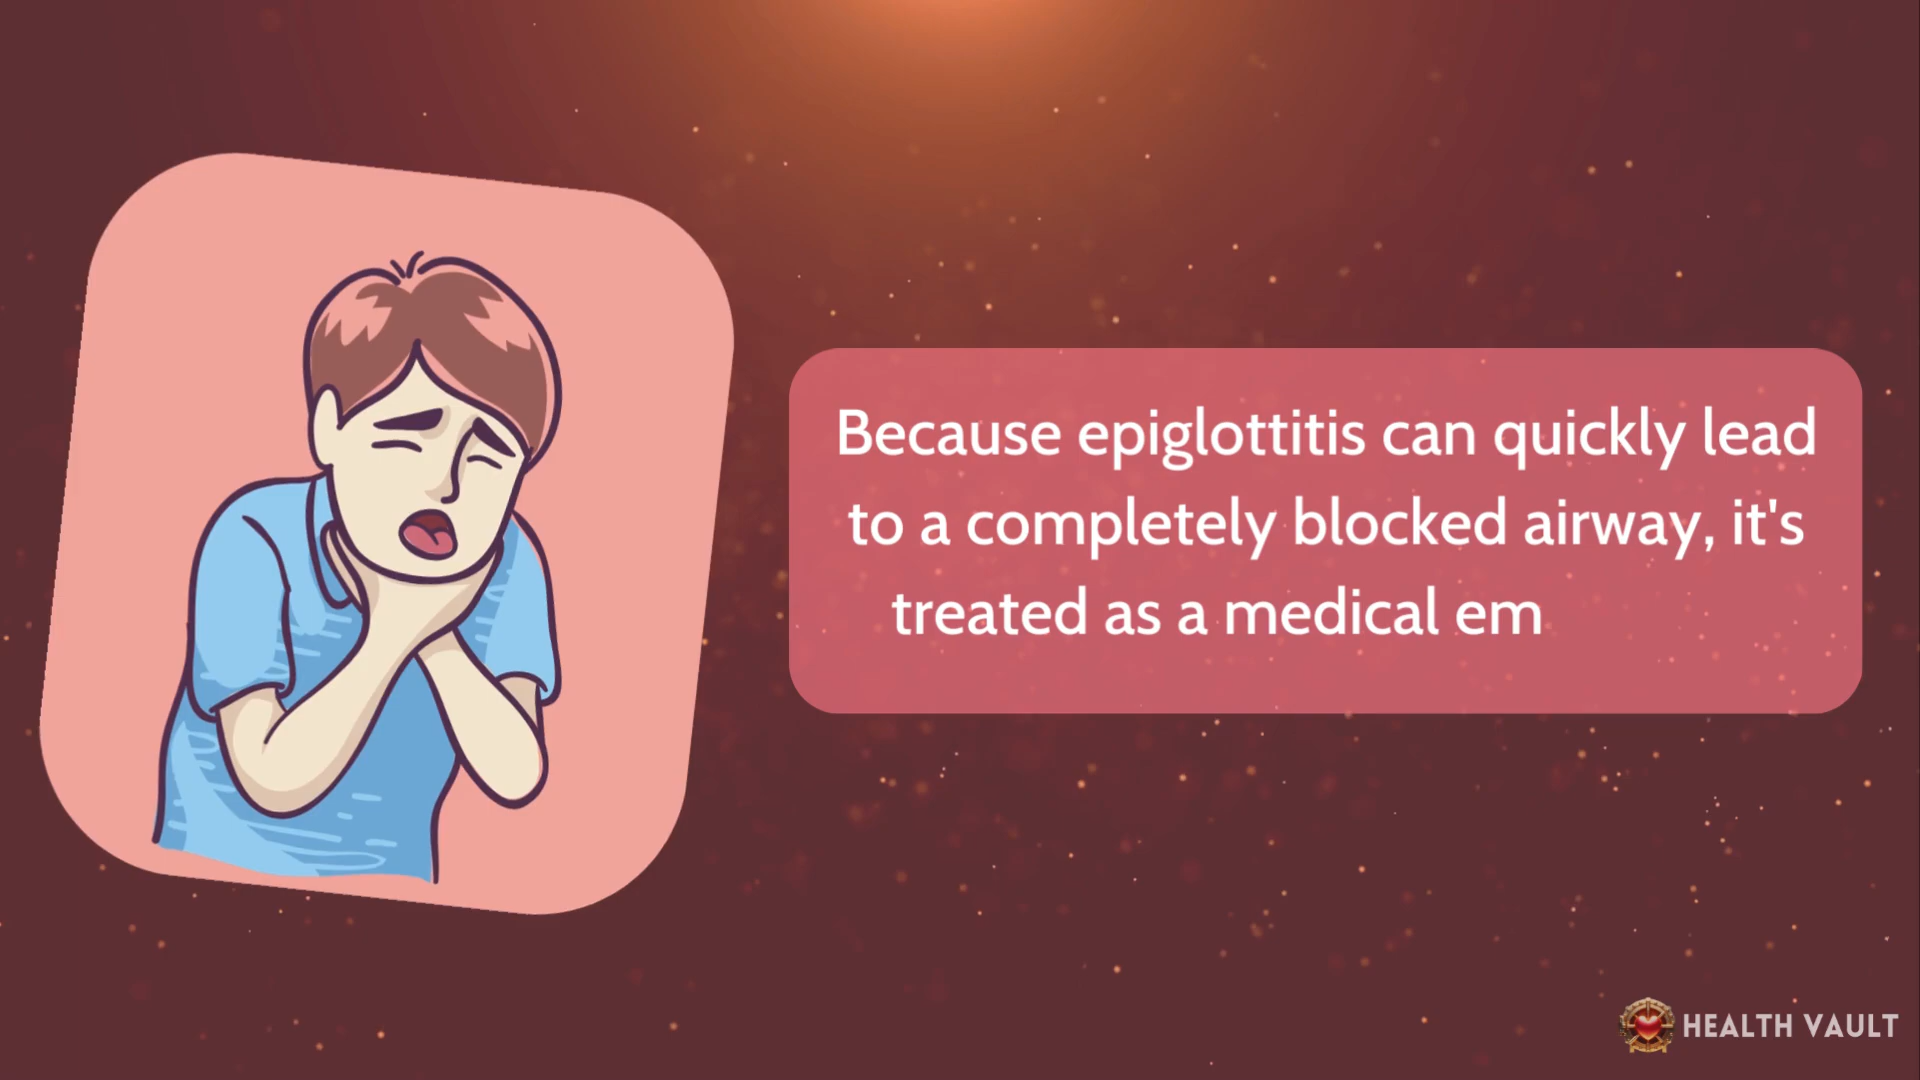 Because epiglottitis can quickly lead
to a completely blocked airway, it's
treated as a medical em
HEALTH VAULT